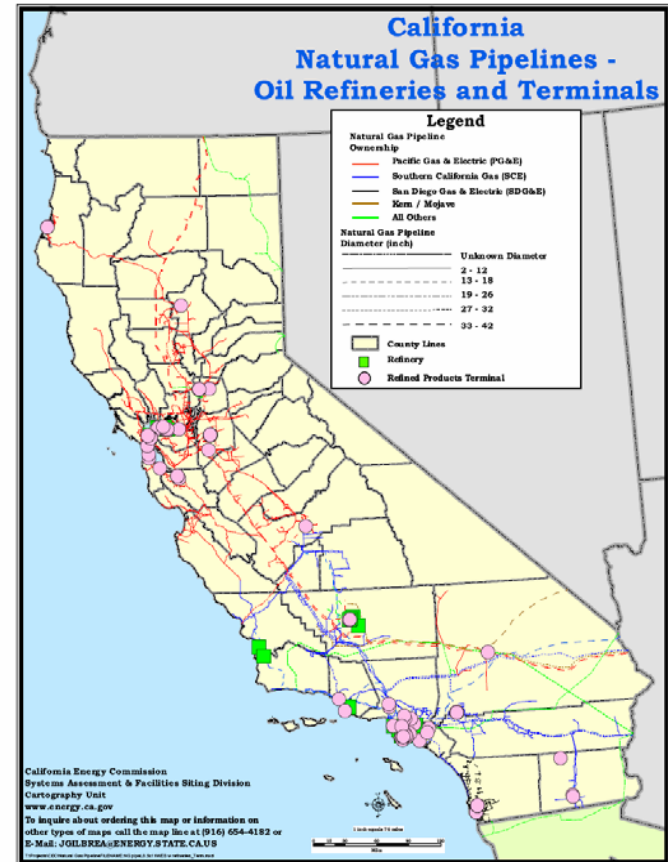 California
Natural Gas Pipelines -
Oil Refineries and Terminals
Legend
Natural Gas Pipeline
Ownership
Pacific Gas & Electric (PG&E)
Southern California Gas (SCE)
San Diego Gas & Electric (SDG&E)
Kern / Mojave
All Others
Natural Gas Pipeline
Diameter (inch)
Unknown Diameter
2 - 12
13 - 18
19 - 26
27 - 32
33 - 42
County Lines
Refinery
Refined Products Terminal
California Energy Commission
Systems Assessment & Facilities Siting Division
Cartography Unit
www.energy.ca.gov
To inquire about ordering this map or information on
other types of maps call the map line at (916) 654-4182 or
E-Mail: JGILBREA@ENERGY.STATE.CA.US
Miles